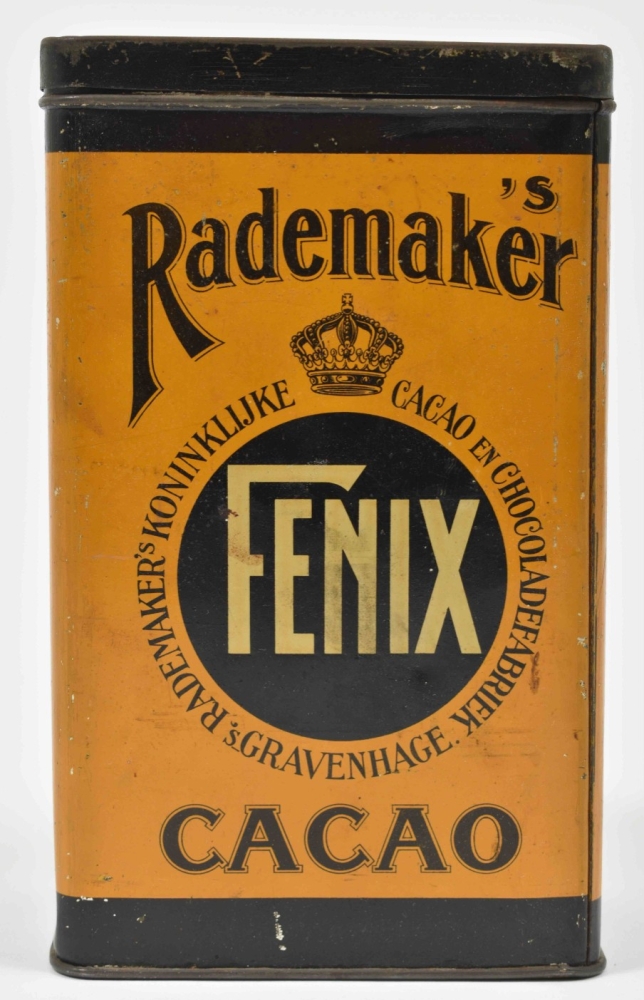 Rademaker's
RADEMAKER's KONINKLIJKE CACAO EN CHOCOLADEFABRIEK
's.GRAVENHAGE.
FENIX
CACAO